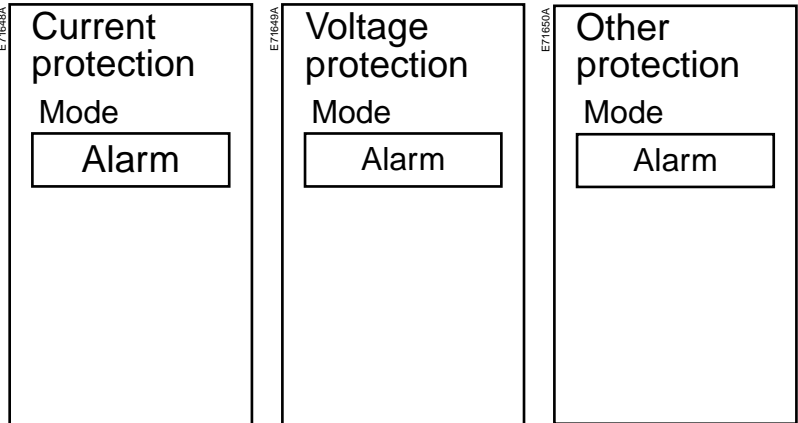 E71648A
Current
protection
Mode
Alarm
E71649A
Voltage
protection
Mode
Alarm
E71650A
Other
protection
Mode
Alarm